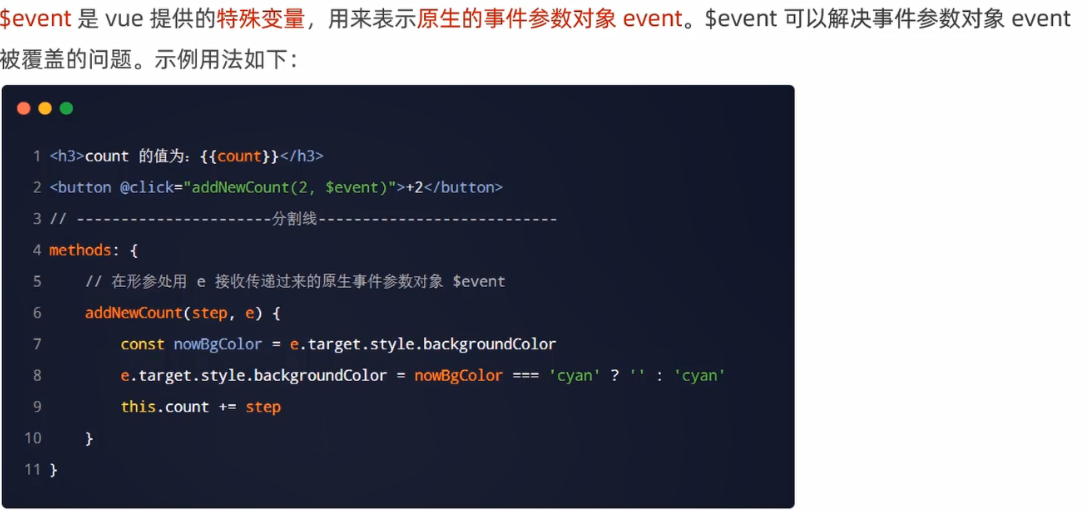 $event 是 vue 提供的特殊变量，用来表示原生的事件参数对象 event。$event 可以解决事件参数对象 event
被覆盖的问题。示例用法如下：
1 <h3>count 的值为：{{count}}</h3>
2 <button @click="addNewCount(2, $event)">+2</button>
3 // ----------------------分割线---------------------------
4 methods: {
5     // 在形参处用 e 接收传递过来的原生事件参数对象 $event
6     addNewCount(step, e) {
7         const nowBgColor = e.target.style.backgroundColor
8         e.target.style.backgroundColor = nowBgColor === 'cyan' ? '' : 'cyan'
9         this.count += step
10     }
11 }